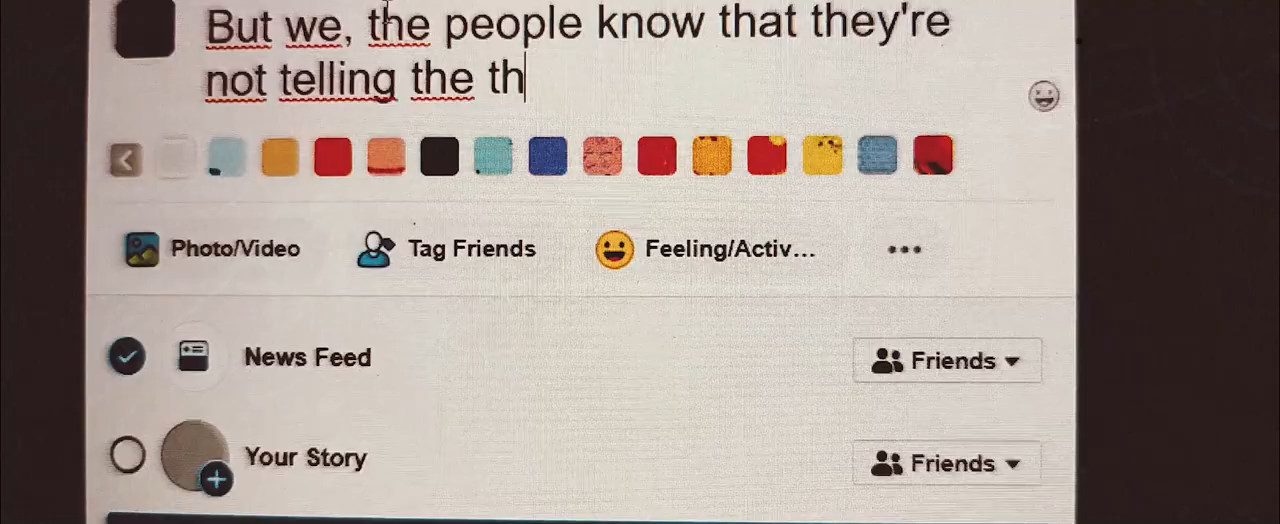 But we, the people know that they're
not telling the th
Photo/Video Tag Friends Feeling/Activ... •••
News Feed Friends
Your Story Friends